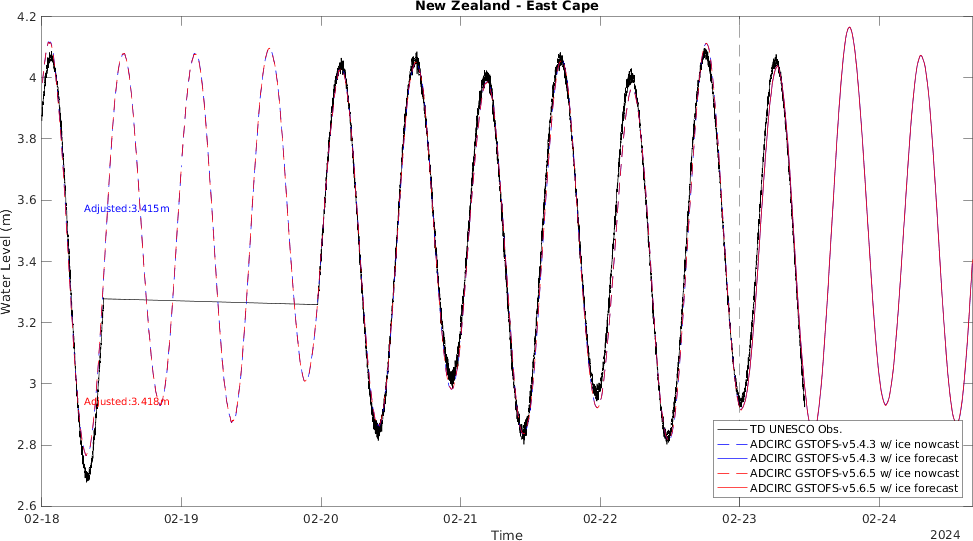 New Zealand - East Cape
4.2
4
3.8
3.6
3.4
3.2
3
2.8
2.6
Water Level (m)
Adjusted:3.415m
Adjusted:3.418m
TD UNESCO Obs.
ADCIRC GSTOFS-v5.4.3 w/ ice nowcast
ADCIRC GSTOFS-v5.4.3 w/ ice forecast
ADCIRC GSTOFS-v5.6.5 w/ ice nowcast
ADCIRC GSTOFS-v5.6.5 w/ ice forecast
02-18 02-19 02-20 02-21 02-22 02-23 02-24
Time
2024